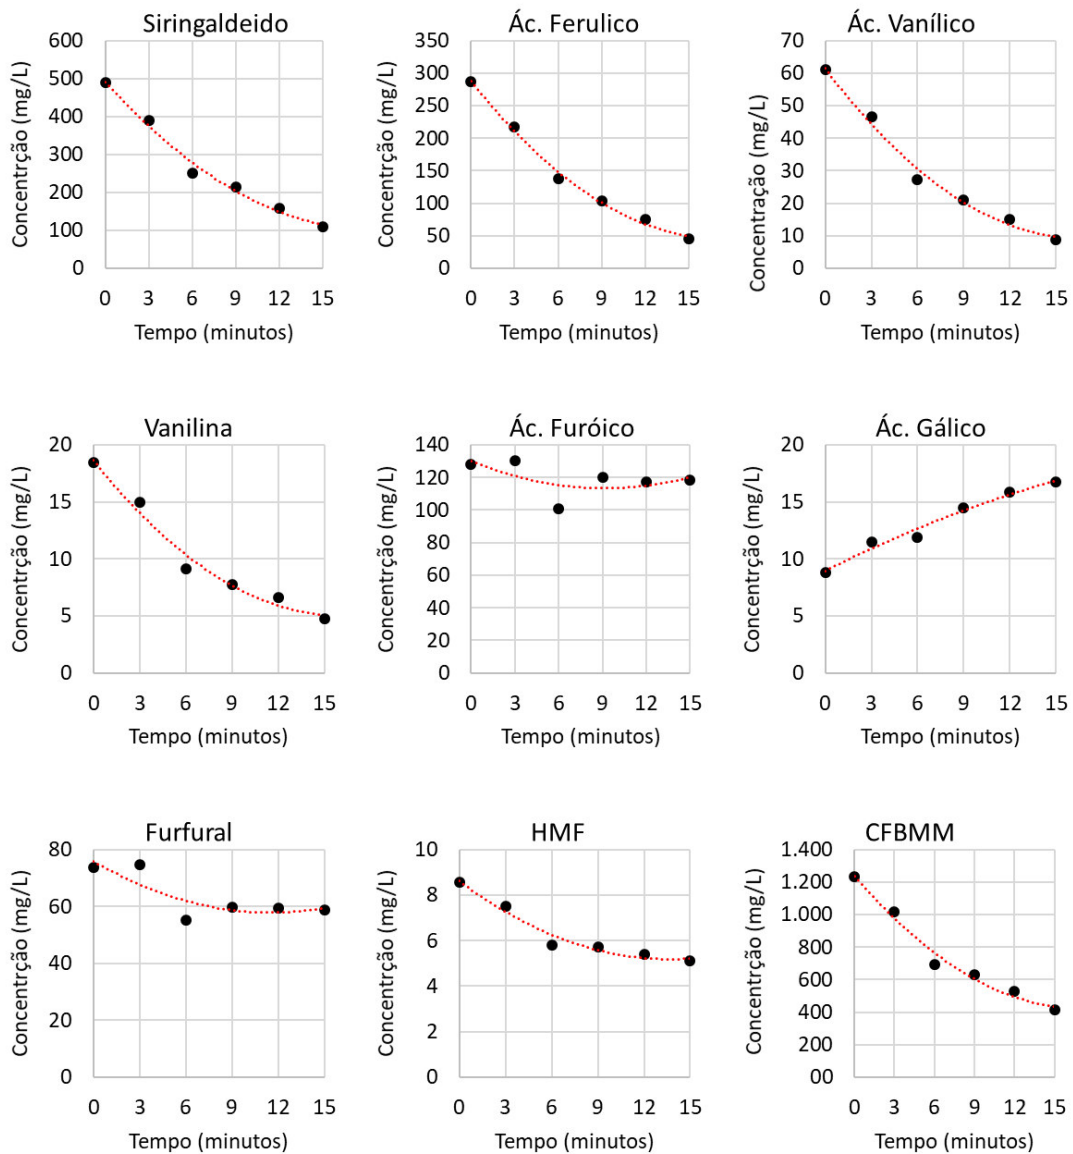 Siringaldeido
Concentrção (mg/L)
600
500
400
300
200
100
0
0 3 6 9 12 15
Tempo (minutos)
Ác. Ferulico
Concentrção (mg/L)
350
300
250
200
150
100
50
0
0 3 6 9 12 15
Tempo (minutos)
Ác. Vanílico
Concentração (mg/L)
70
60
50
40
30
20
10
0
0 3 6 9 12 15
Tempo (minutos)
Vanilina
Concentrção (mg/L)
20
15
10
5
0
0 3 6 9 12 15
Tempo (minutos)
Ác. Furóico
Concentrção (mg/L)
140
120
100
80
60
40
20
0
0 3 6 9 12 15
Tempo (minutos)
Ác. Gálico
Concentrção (mg/L)
20
15
10
5
0
0 3 6 9 12 15
Tempo (minutos)
Furfural
Concentrção (mg/L)
80
60
40
20
0
0 3 6 9 12 15
Tempo (minutos)
HMF
Concentrção (mg/L)
10
8
6
4
2
0
0 3 6 9 12 15
Tempo (minutos)
CFBMM
Concentrção (mg/L)
1.400
1.200
1.000
800
600
400
200
00
0 3 6 9 12 15
Tempo (minutos)